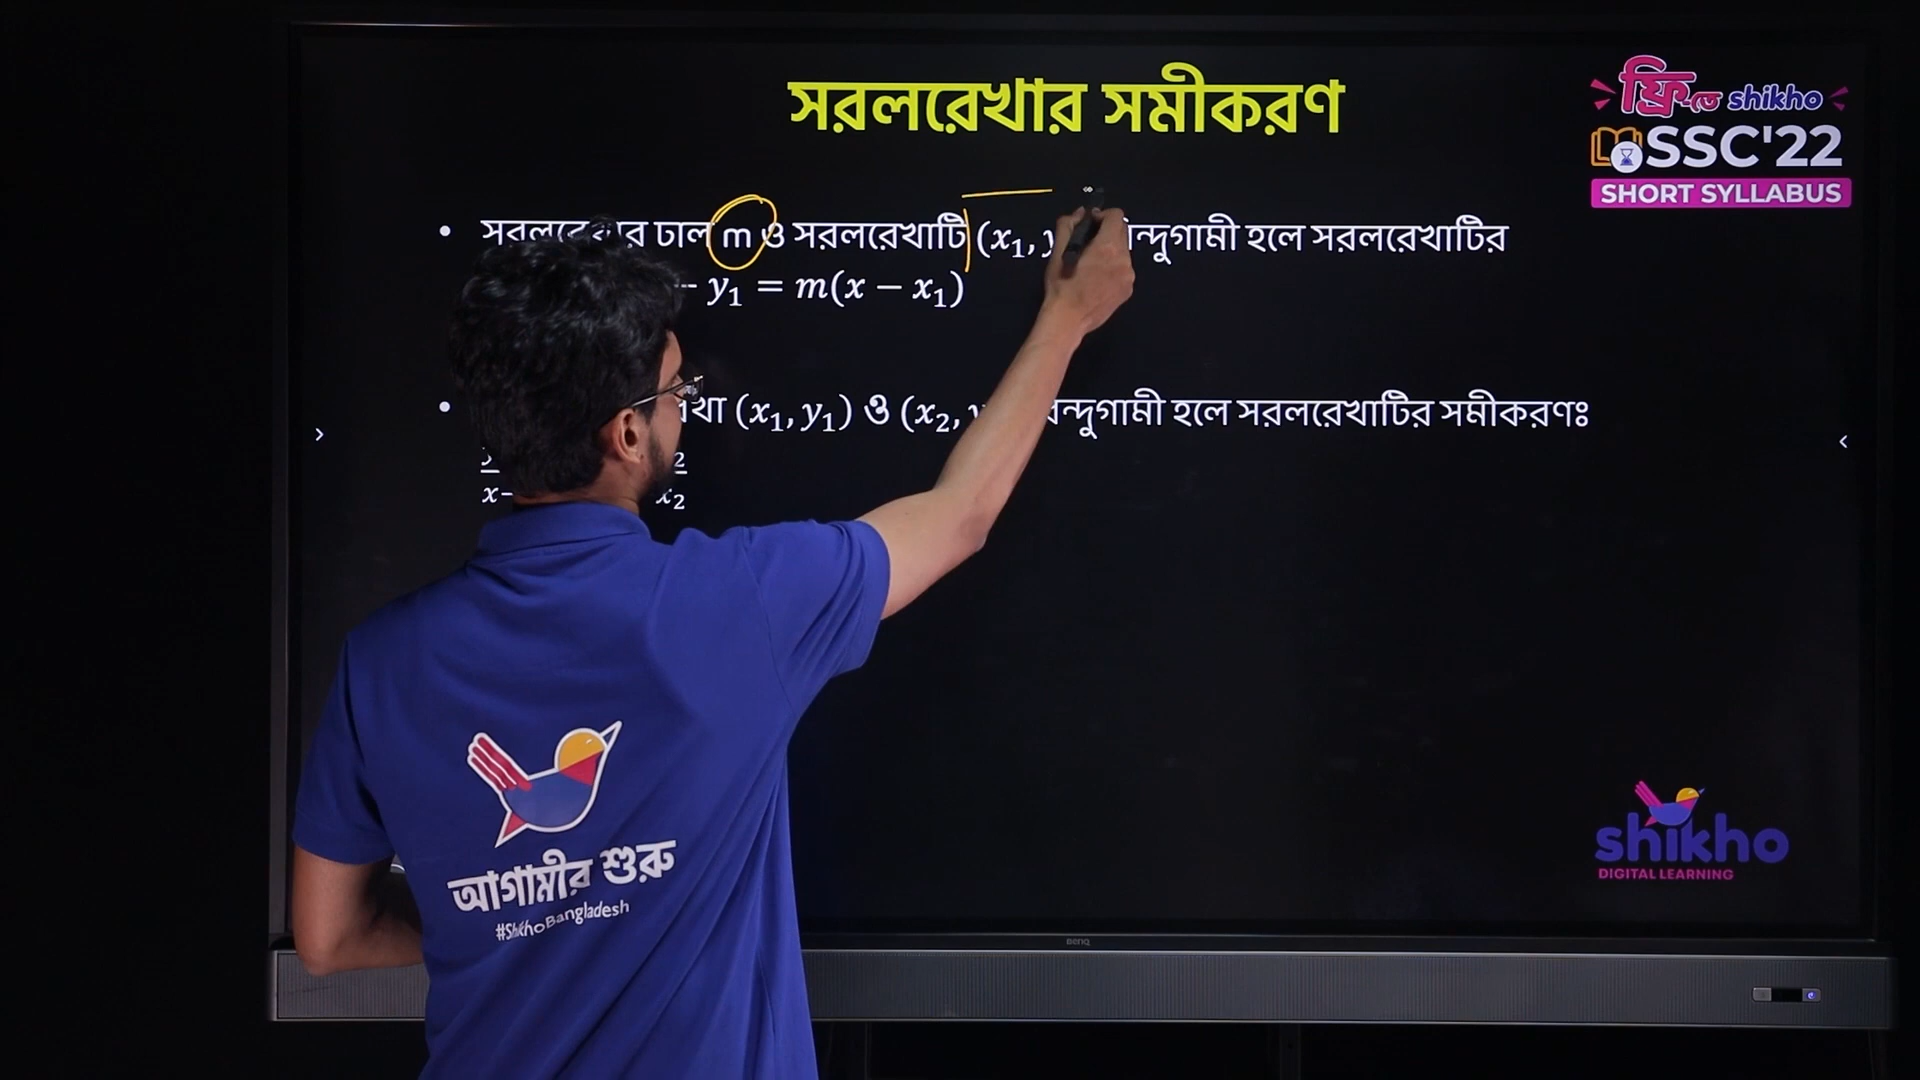 সরলরেখার সমীকরণ
ফ্রি-তে shikho
SSC'22
SHORT SYLLABUS
• ঢাল m ও সরলরেখাটি (x₁, হলে সরলরেখাটির
y₁ = m(x − x₁)
• (x₁, y₁) ও (x₂, হলে সরলরেখাটির সমীকরণঃ
x₂
shikho
DIGITAL LEARNING
আগামীর শুরু
#ShikhoBangladesh
BenQ